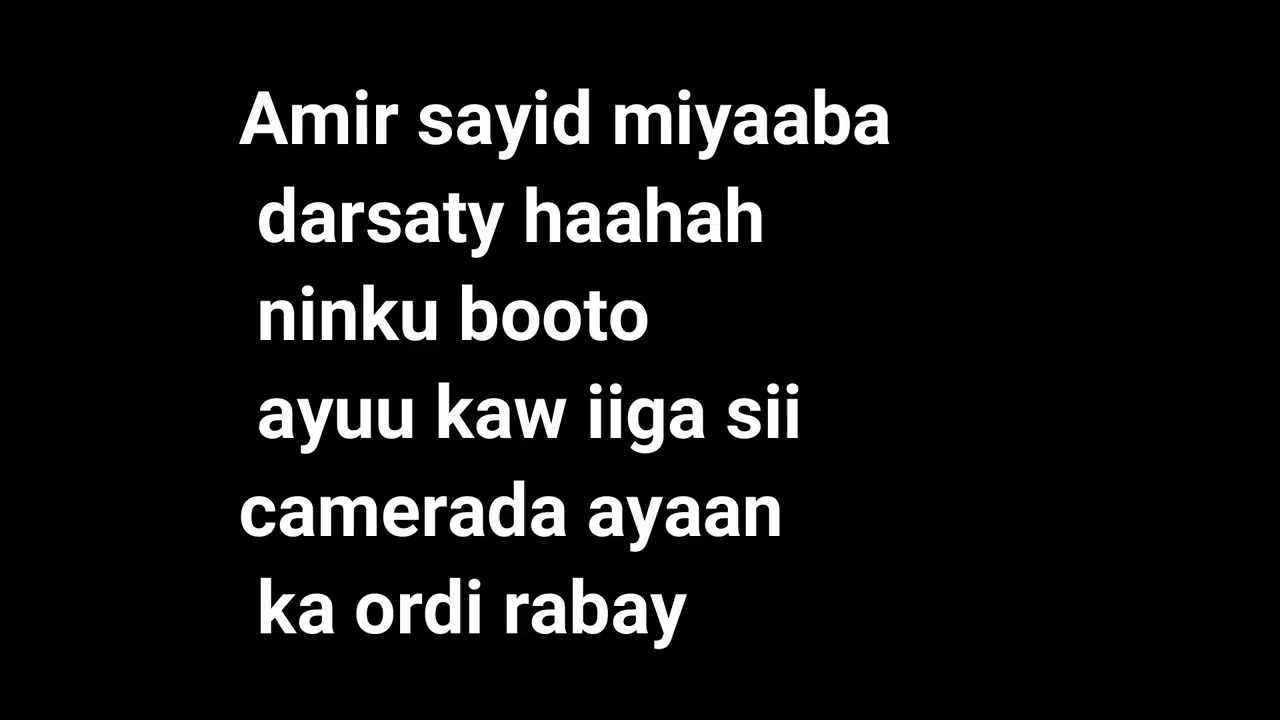 Amir sayid miyaaba
darsaty haahah
ninku booto
ayuu kaw iiga sii
camerada ayaan
ka ordi rabay